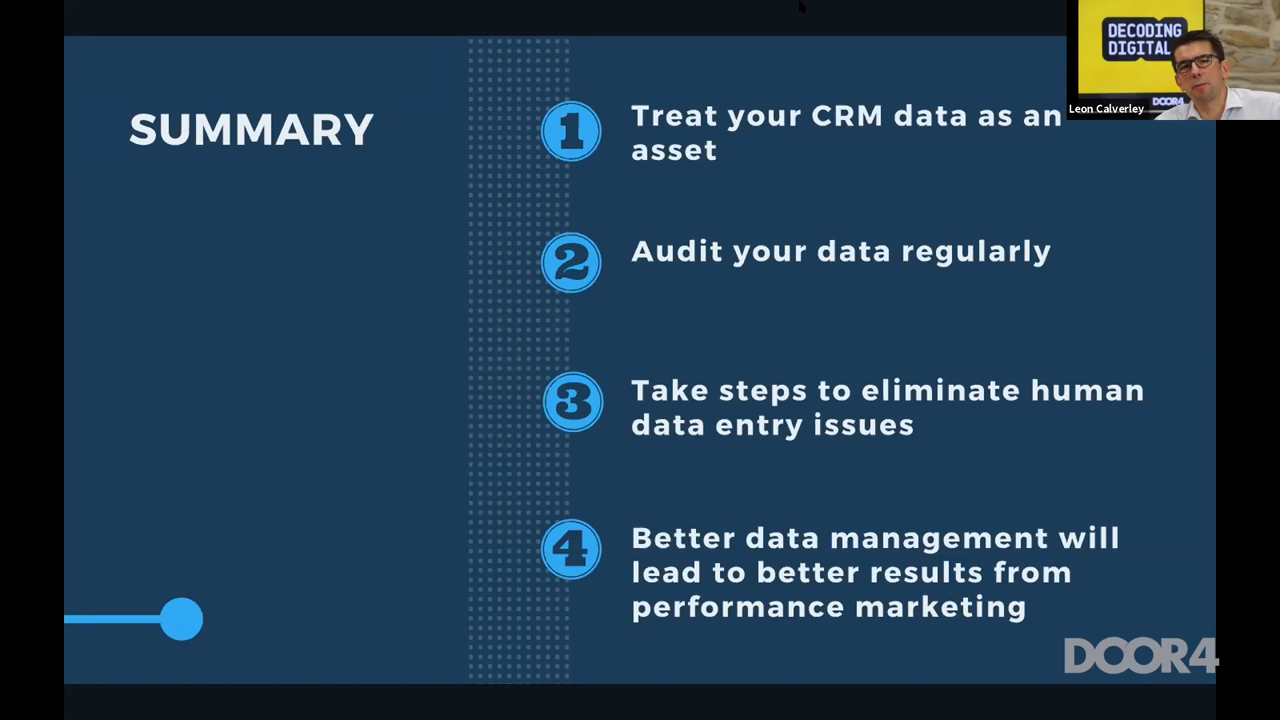 SUMMARY
1
Treat your CRM data as an
asset
2
Audit your data regularly
3
Take steps to eliminate human
data entry issues
4
Better data management will
lead to better results from
performance marketing
DOOR4
DECODING
DIGITAL
DOOR4
Leon Calverley